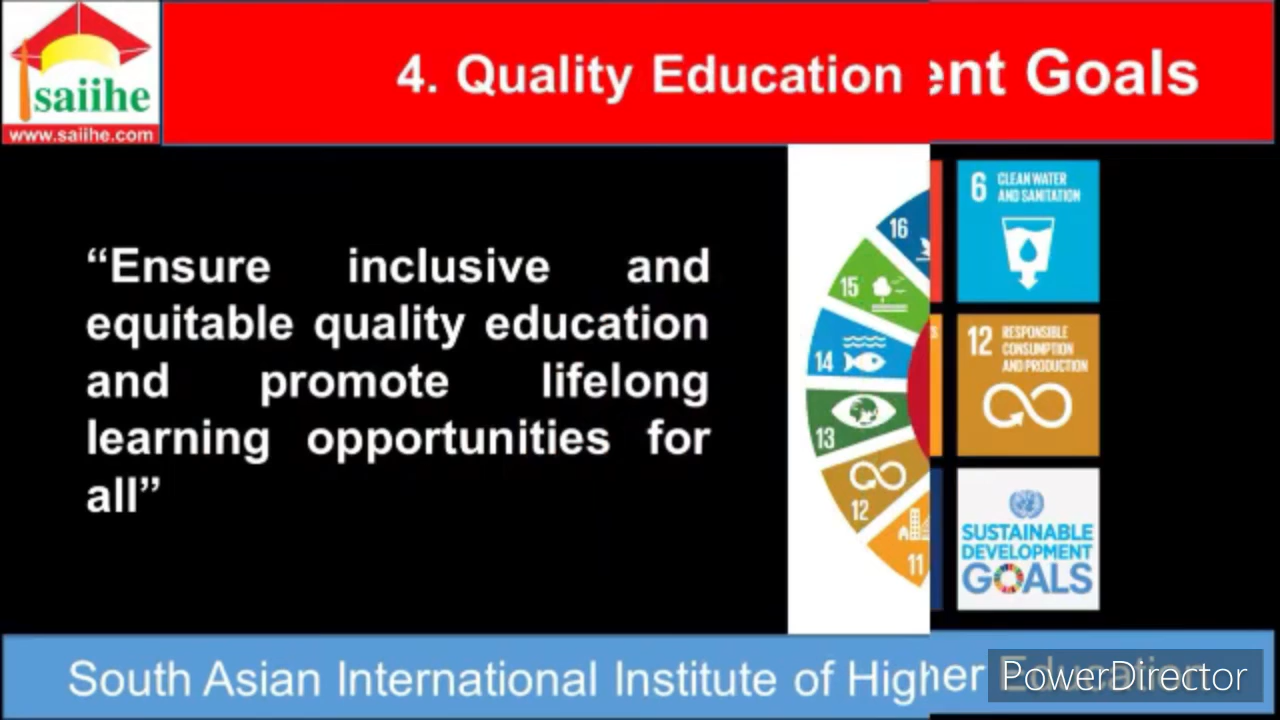 saiihe
www.saiihe.com
4. Quality Education
ent Goals
“Ensure inclusive and
equitable quality education
and promote lifelong
learning opportunities for
all”
16
15
14
13
12
11
6 CLEAN WATER
AND SANITATION
12 RESPONSIBLE
CONSUMPTION
AND PRODUCTION
SUSTAINABLE
DEVELOPMENT
GOALS
South Asian International Institute of Higher Education
PowerDirector